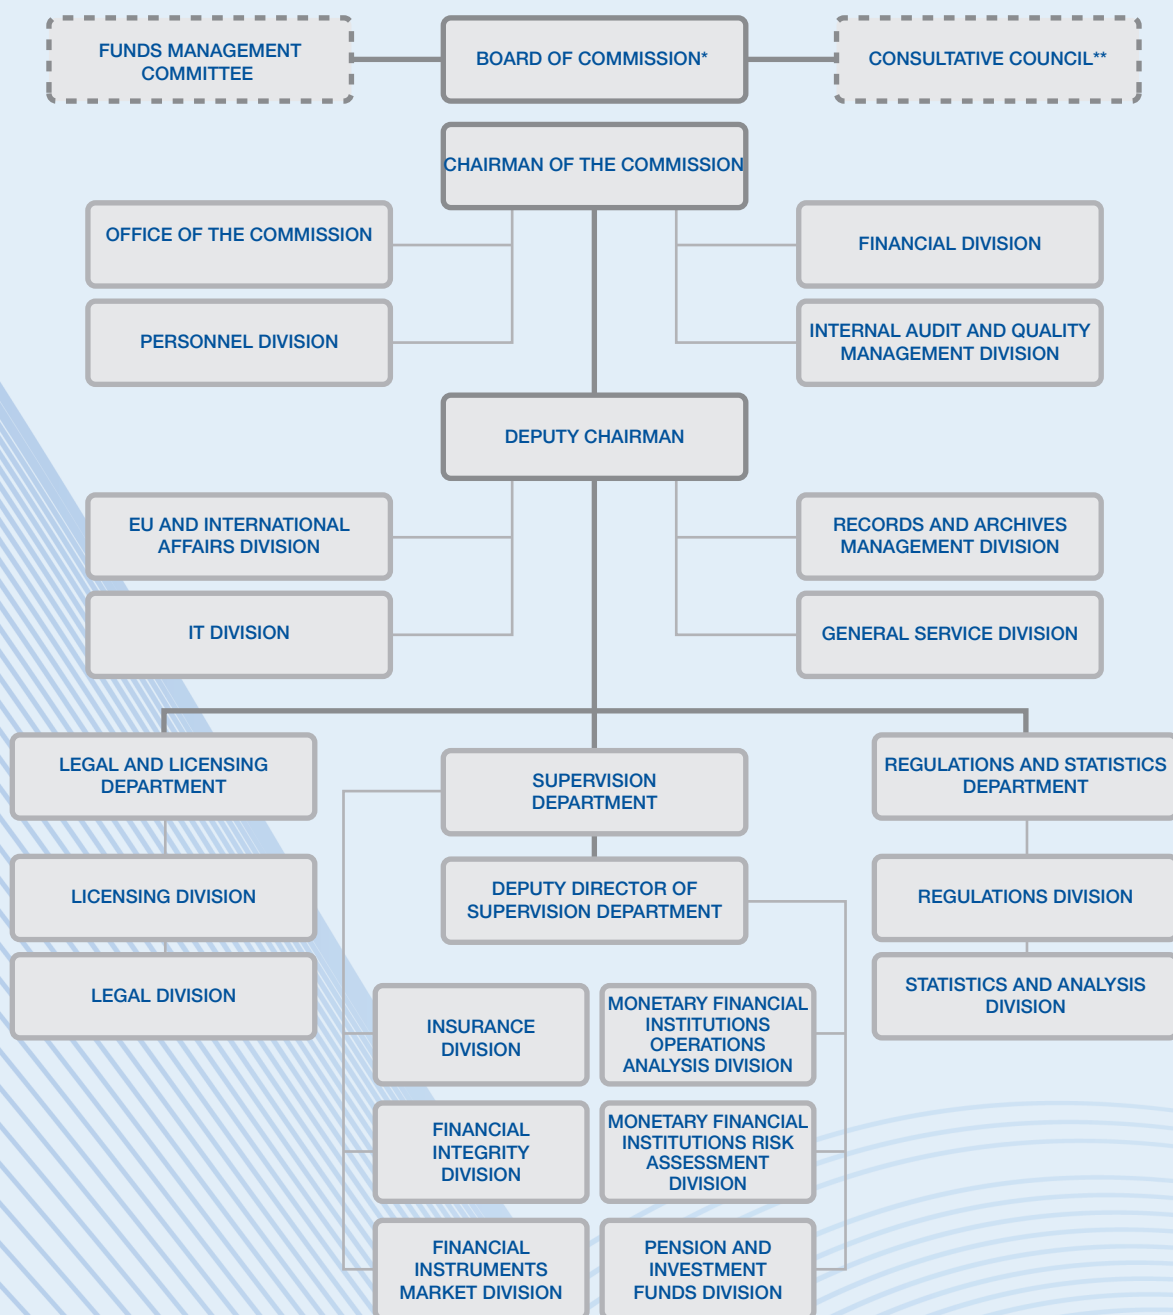 FUNDS MANAGEMENT
COMMITTEE
BOARD OF COMMISSION*
CONSULTATIVE COUNCIL**
CHAIRMAN OF THE COMMISSION
OFFICE OF THE COMMISSION
FINANCIAL DIVISION
PERSONNEL DIVISION
INTERNAL AUDIT AND QUALITY
MANAGEMENT DIVISION
DEPUTY CHAIRMAN
EU AND INTERNATIONAL
AFFAIRS DIVISION
RECORDS AND ARCHIVES
MANAGEMENT DIVISION
IT DIVISION
GENERAL SERVICE DIVISION
LEGAL AND LICENSING
DEPARTMENT
SUPERVISION
DEPARTMENT
REGULATIONS AND STATISTICS
DEPARTMENT
LICENSING DIVISION
DEPUTY DIRECTOR OF
SUPERVISION DEPARTMENT
REGULATIONS DIVISION
LEGAL DIVISION
STATISTICS AND ANALYSIS
DIVISION
INSURANCE
DIVISION
MONETARY FINANCIAL
INSTITUTIONS
OPERATIONS
ANALYSIS DIVISION
FINANCIAL
INTEGRITY
DIVISION
MONETARY FINANCIAL
INSTITUTIONS RISK
ASSESSMENT
DIVISION
FINANCIAL
INSTRUMENTS
MARKET DIVISION
PENSION AND
INVESTMENT
FUNDS DIVISION